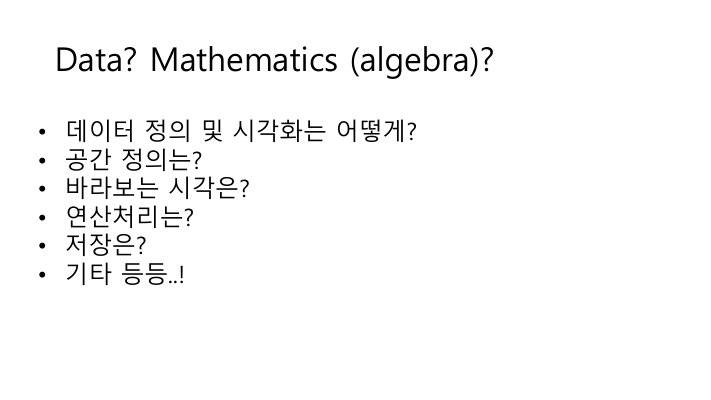 Data? Mathematics (algebra)?
• 데이터 정의 및 시각화는 어떻게?
• 공간 정의는?
• 바라보는 시각은?
• 연산처리는?
• 저장은?
• 기타 등등..!